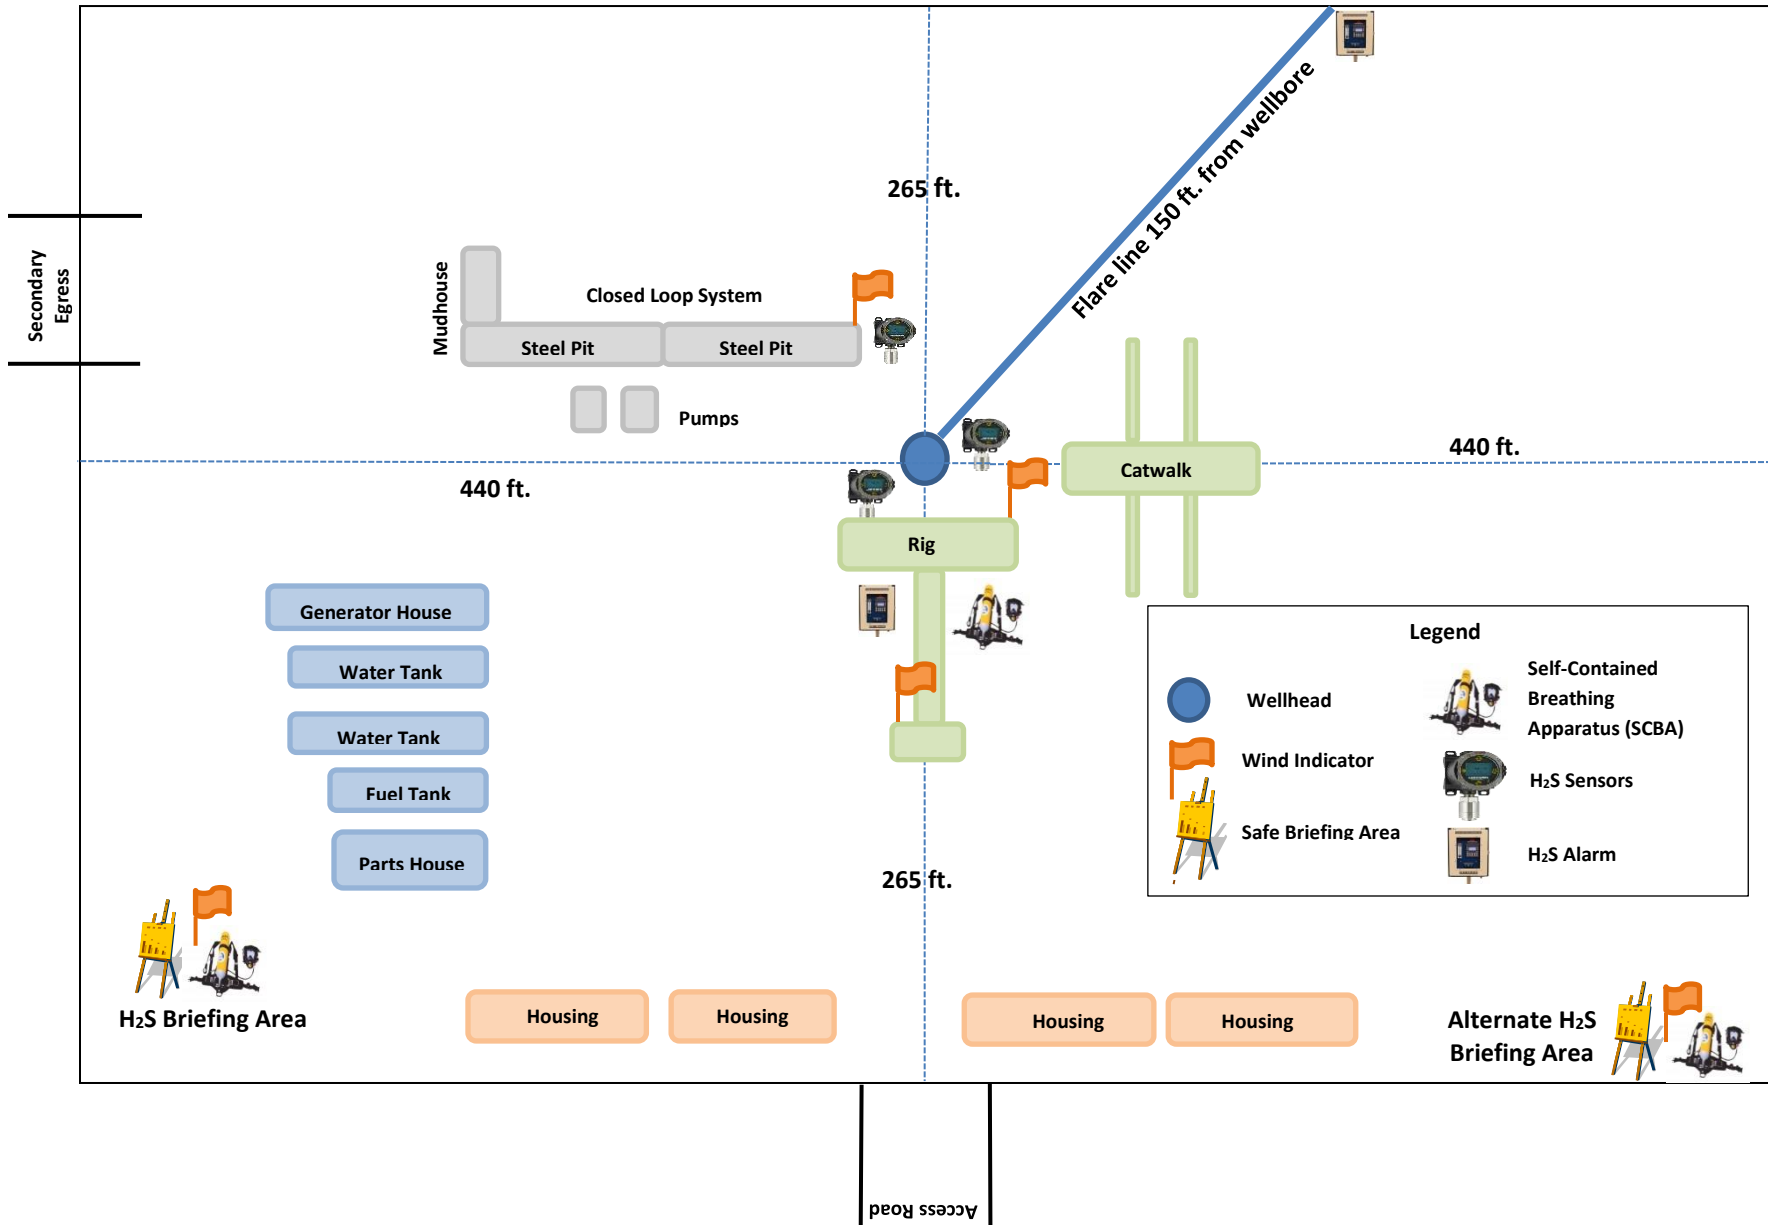 Flare line 150 ft. from wellbore
265 ft.
Secondary
Egress
Mudhouse
Closed Loop System
Steel Pit
Steel Pit
Pumps
440 ft.
440 ft.
Catwalk
Rig
Generator House
Water Tank
Water Tank
Fuel Tank
Parts House
265 ft.
Legend
Wellhead
Wind Indicator
Safe Briefing Area
Self-Contained
Breathing
Apparatus (SCBA)
H2S Sensors
H2S Alarm
H2S Briefing Area
Housing
Housing
Housing
Housing
Alternate H2S
Briefing Area
Access Road